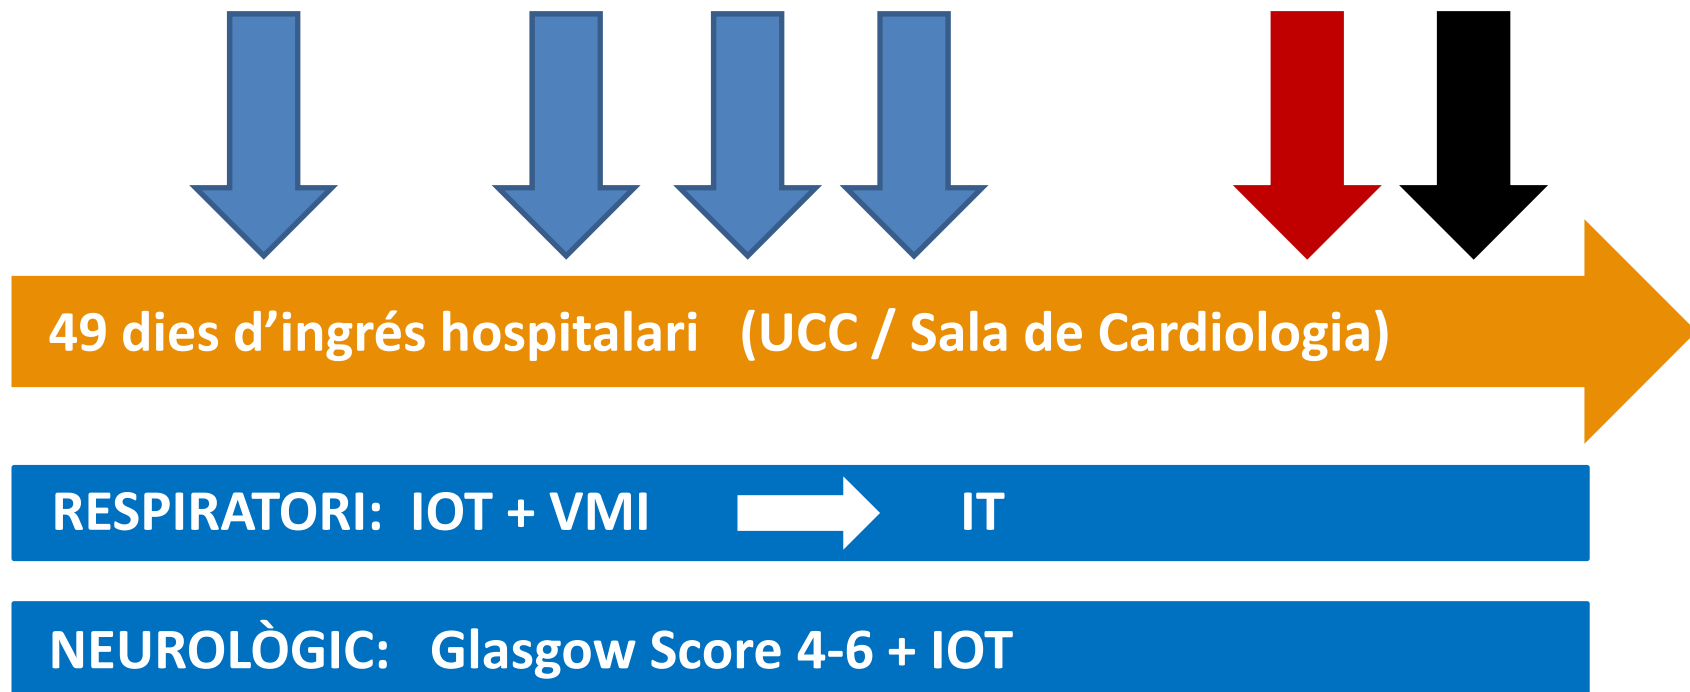 49 dies d’ingrés hospitalari (UCC / Sala de Cardiologia)
RESPIRATORI: IOT + VMI IT
NEUROLÒGIC: Glasgow Score 4-6 + IOT